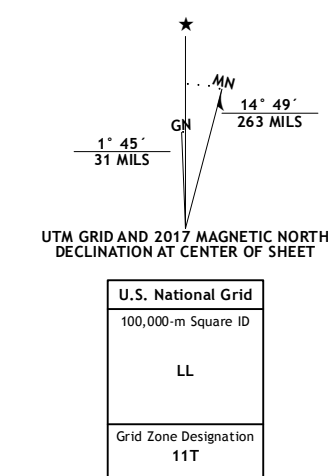 ★
MN
14° 49´
263 MILS
GN
1° 45´
31 MILS
UTM GRID AND 2017 MAGNETIC NORTH
DECLINATION AT CENTER OF SHEET
U.S. National Grid
100,000-m Square ID
LL
Grid Zone Designation
11T